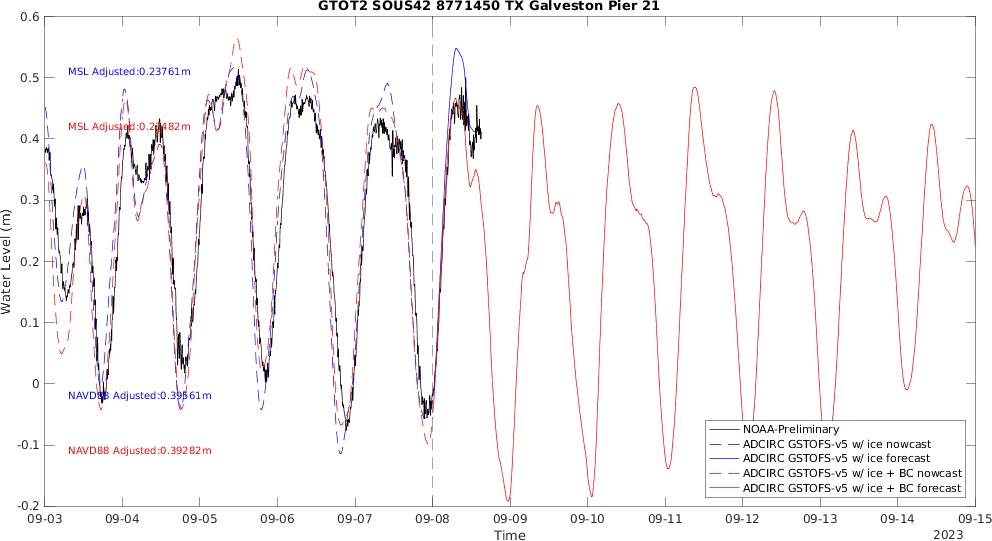 GTOT2 SOUS42 8771450 TX Galveston Pier 21
0.6
0.5
0.4
0.3
0.2
0.1
0
-0.1
-0.2
Water Level (m)
MSL Adjusted:0.23761m
NAVD88 Adjusted:0.39561m
NAVD88 Adjusted:0.39282m
NOAA-Preliminary
ADCIRC GSTOFS-v5 w/ ice nowcast
ADCIRC GSTOFS-v5 w/ ice forecast
ADCIRC GSTOFS-v5 w/ ice + BC nowcast
ADCIRC GSTOFS-v5 w/ ice + BC forecast
09-03 09-04 09-05 09-06 09-07 09-08 09-09 09-10 09-11 09-12 09-13 09-14 09-15
Time
2023